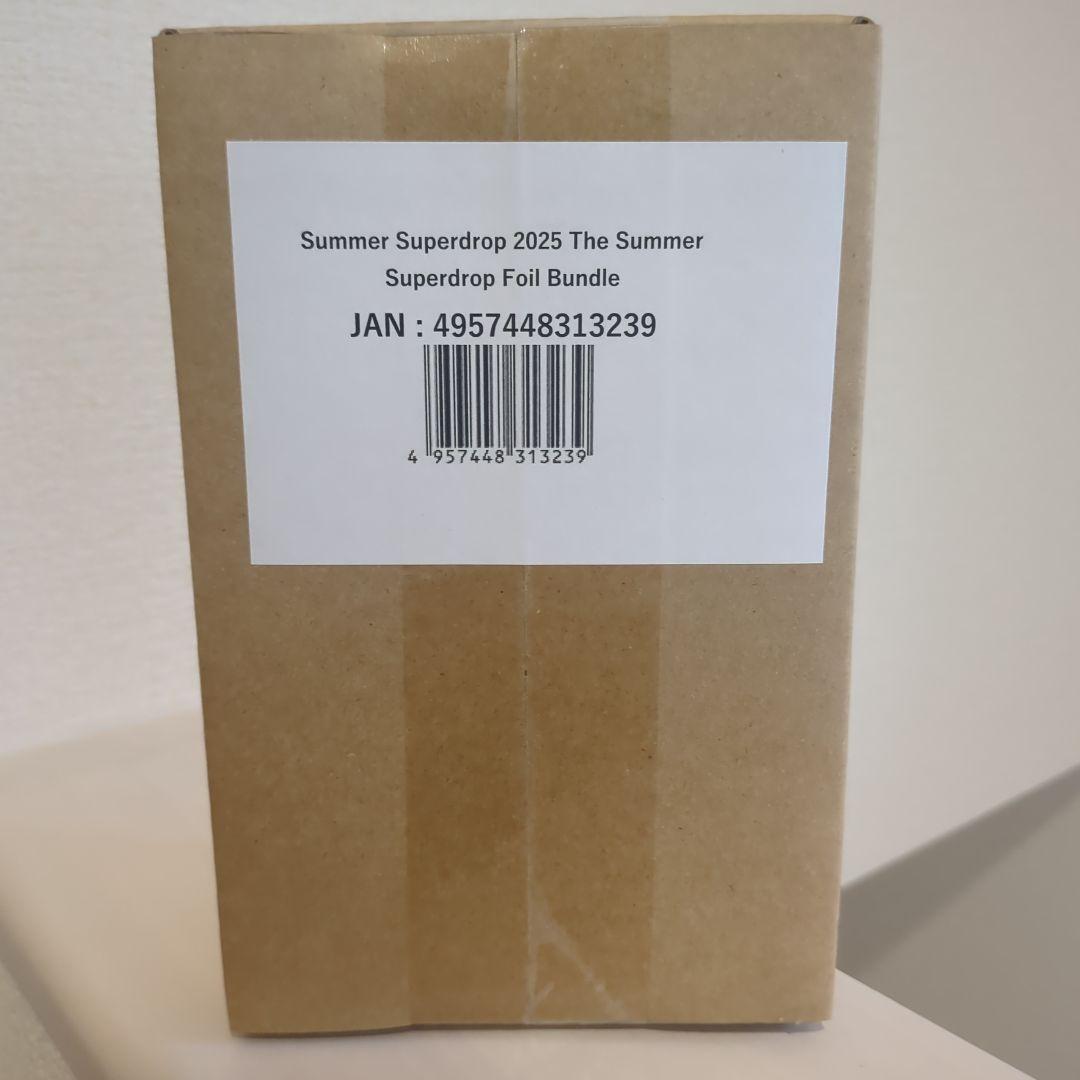 Summer Superdrop 2025 The Summer
Superdrop Foil Bundle
JAN : 4957448313239
4 957448 313239